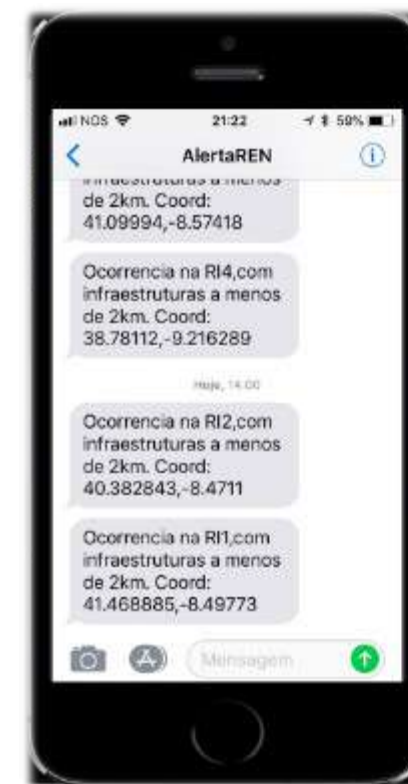 NOS 21:22 59%
AlertaREN
infraestruturas a menos
de 2km. Coord:
41.09994,-8.57418
Ocorrencia na RI4,com
infraestruturas a menos
de 2km. Coord:
38.78112,-9.216289
Hoje, 14:00
Ocorrencia na RI2,com
infraestruturas a menos
de 2km. Coord:
40.382843,-8.4711
Ocorrencia na RI1,com
infraestruturas a menos
de 2km. Coord:
41.468885,-8.49773
Mensagem